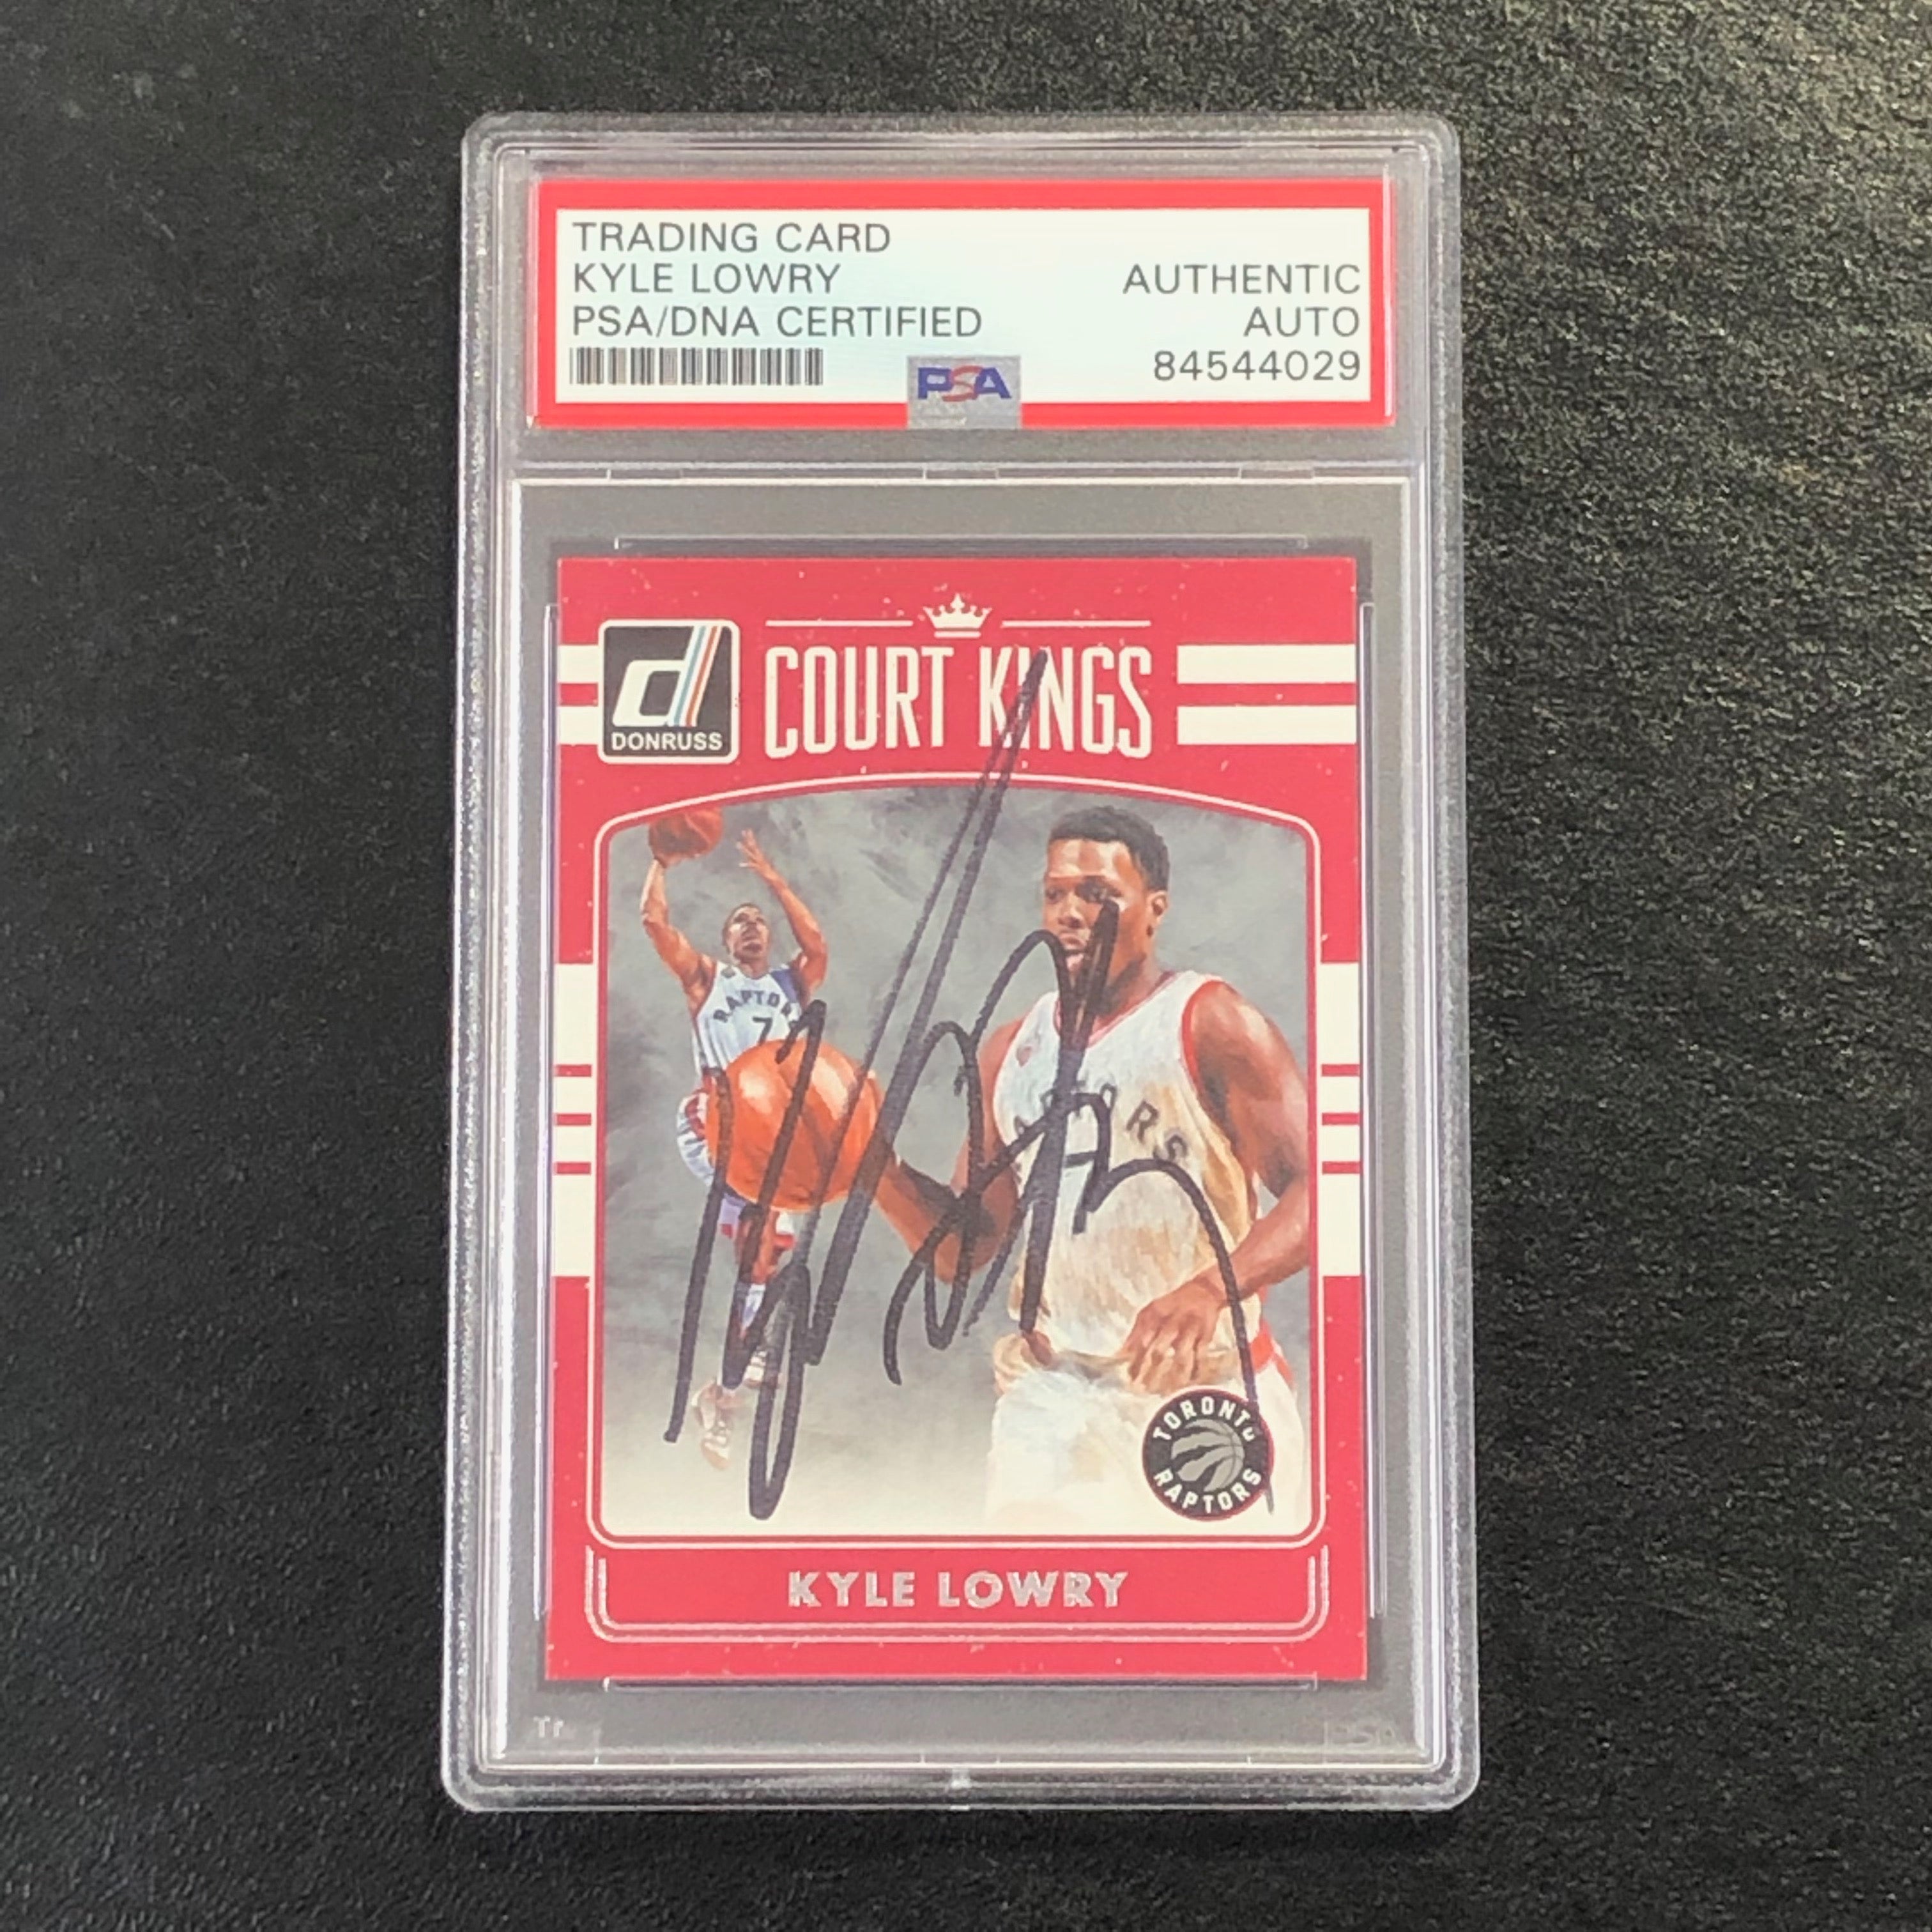 TRADING CARD
KYLE LOWRY AUTHENTIC
PSA/DNA CERTIFIED AUTO
PSA 84544029
COURT KINGS
DONRUSS
RAPTORS
7
TORONTO
RAPTORS
KYLE LOWRY